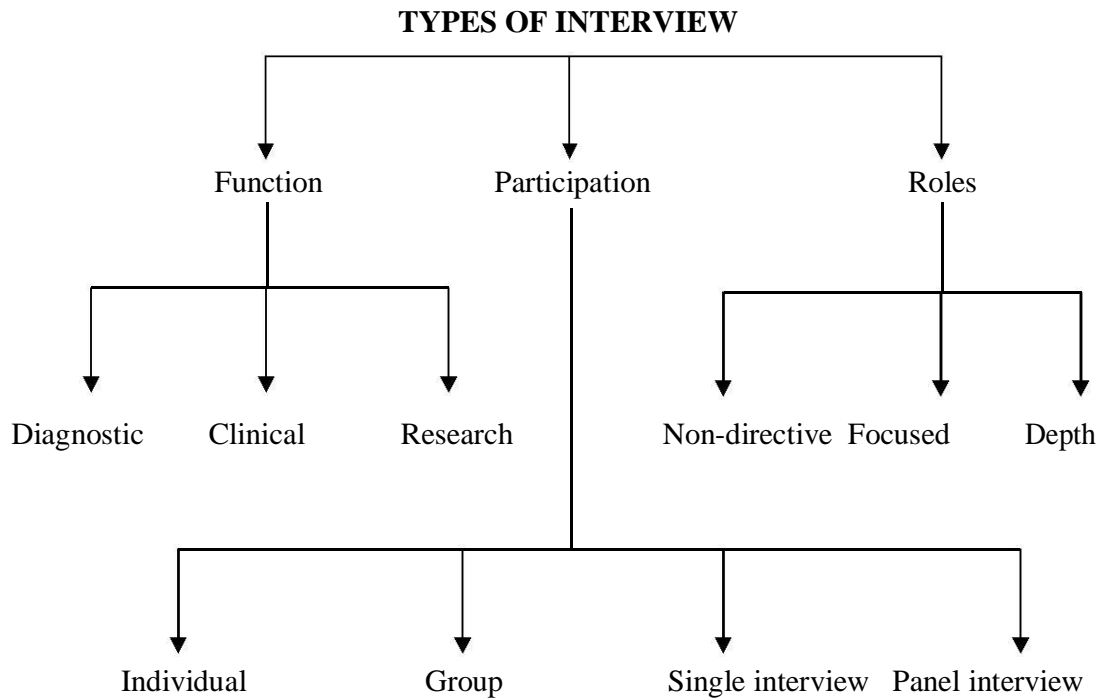 TYPES OF INTERVIEW
Function Participation Roles
Diagnostic Clinical Research Non-directive Focused Depth
Individual Group Single interview Panel interview